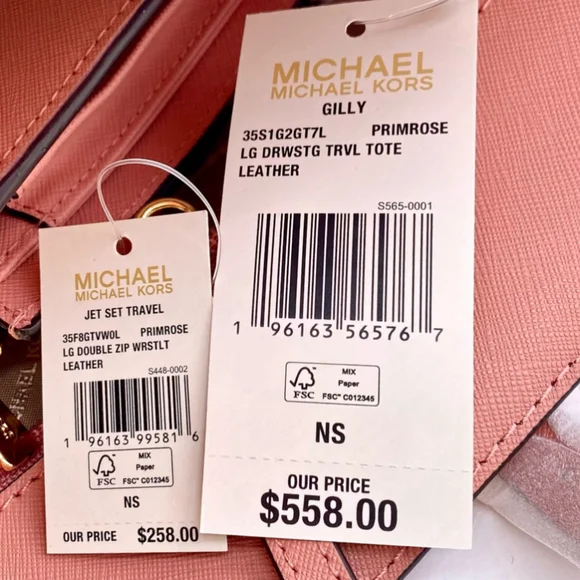 MICHAEL
MICHAEL KORS
GILLY
35S1G2GT7L PRIMROSE
LG DRWSTG TRVL TOTE
LEATHER
S565-0001
1 96163 56576 7
FSC
MIX
Paper
FSC™ C012345
NS
OUR PRICE
$558.00
MICHAEL
MICHAEL KORS
JET SET TRAVEL
35F8GTVW0L PRIMROSE
LG DOUBLE ZIP WRSTLT
LEATHER
S448-0002
1 96163 99581 6
FSC
MIX
Paper
FSC™ C012345
NS
OUR PRICE $258.00